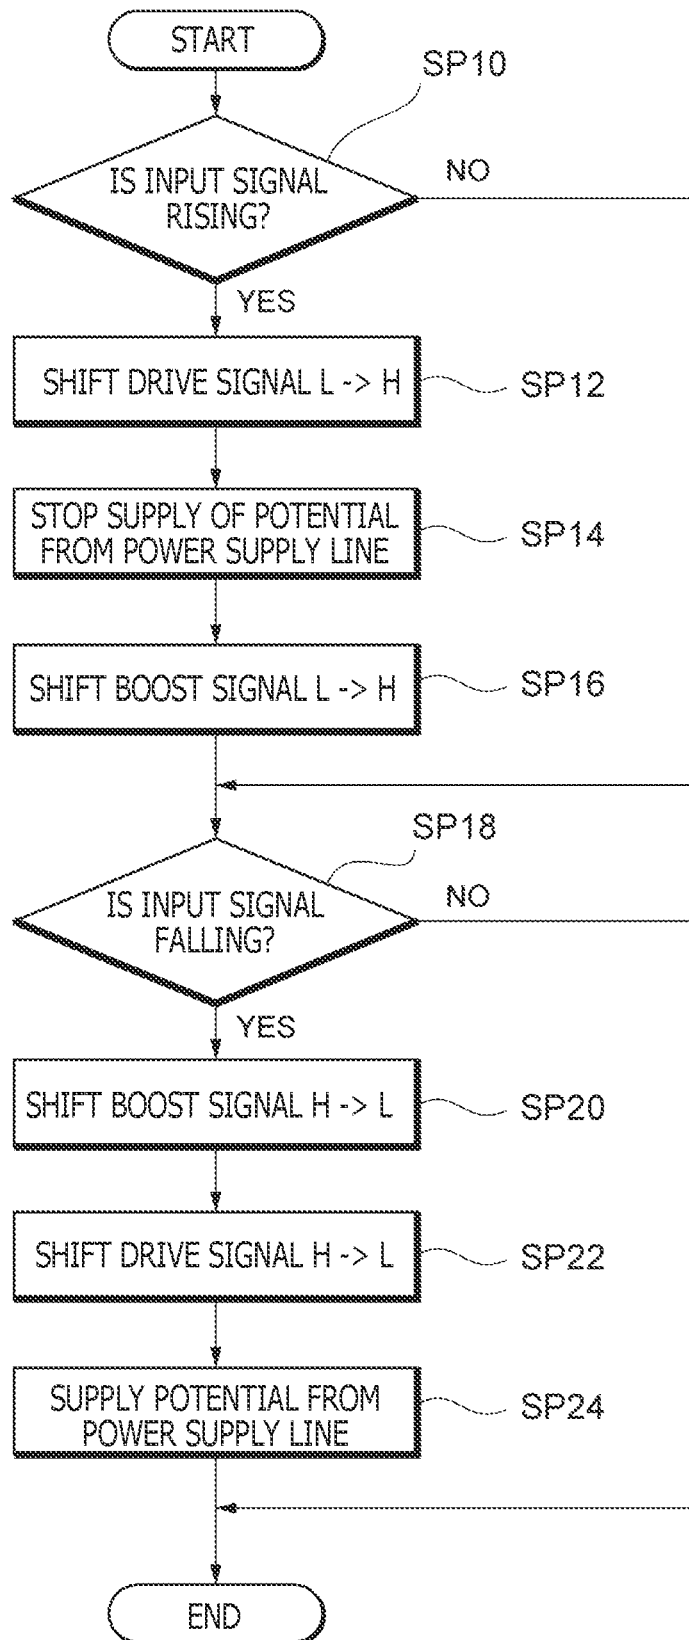 START
SP10
IS INPUT SIGNAL
RISING?
NO
YES
SHIFT DRIVE SIGNAL L -> H
SP12
STOP SUPPLY OF POTENTIAL
FROM POWER SUPPLY LINE
SP14
SHIFT BOOST SIGNAL L -> H
SP16
SP18
IS INPUT SIGNAL
FALLING?
NO
YES
SHIFT BOOST SIGNAL H -> L
SP20
SHIFT DRIVE SIGNAL H -> L
SP22
SUPPLY POTENTIAL FROM
POWER SUPPLY LINE
SP24
END